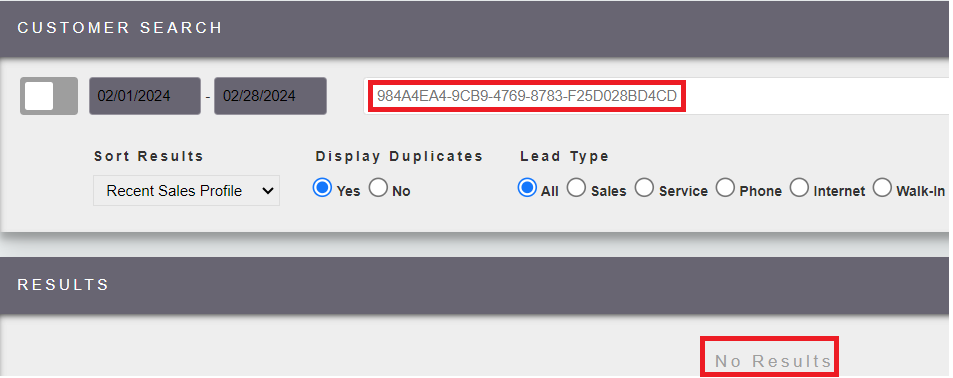 CUSTOMER SEARCH
02/01/2024 - 02/28/2024 984A4EA4-9CB9-4769-8783-F25D028BD4CD
Sort Results Display Duplicates Lead Type
Recent Sales Profile Yes No All Sales Service Phone Internet Walk-In
RESULTS
No Results